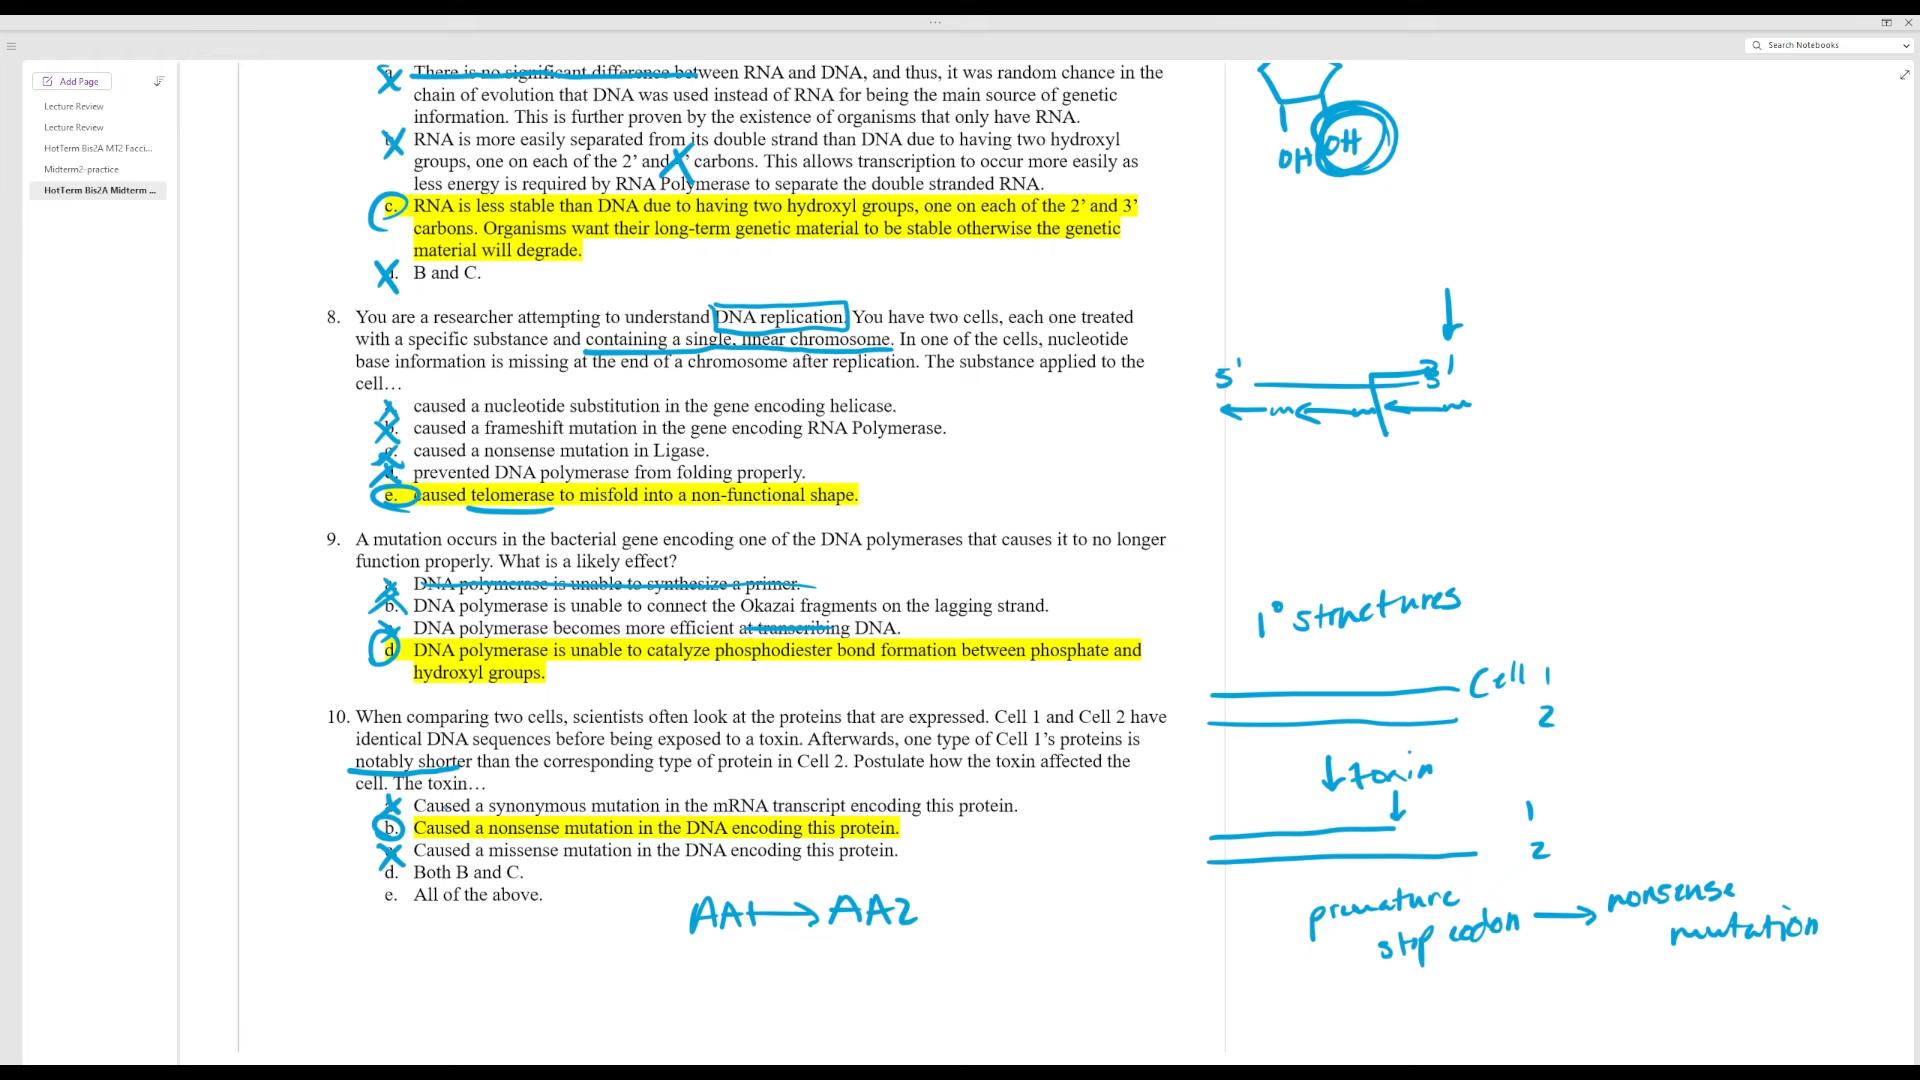 Search Notebooks
Add Page
Lecture Review
Lecture Review
HotTerm Bis2A MT2 Facci...
Midterm2-practice
HotTerm Bis2A Midterm ...
a. There is no significant difference between RNA and DNA, and thus, it was random chance in the
chain of evolution that DNA was used instead of RNA for being the main source of genetic
information. This is further proven by the existence of organisms that only have RNA.
b. RNA is more easily separated from its double strand than DNA due to having two hydroxyl
groups, one on each of the 2' and carbons. This allows transcription to occur more easily as
less energy is required by RNA Polymerase to separate the double stranded RNA.
c. RNA is less stable than DNA due to having two hydroxyl groups, one on each of the 2' and 3'
carbons. Organisms want their long-term genetic material to be stable otherwise the genetic
material will degrade.
d. B and C.
OH OH
8. You are a researcher attempting to understand DNA replication. You have two cells, each one treated
with a specific substance and containing a single, linear chromosome. In one of the cells, nucleotide
base information is missing at the end of a chromosome after replication. The substance applied to the
cell…
a. caused a nucleotide substitution in the gene encoding helicase.
b. caused a frameshift mutation in the gene encoding RNA Polymerase.
c. caused a nonsense mutation in Ligase.
d. prevented DNA polymerase from folding properly.
e. caused telomerase to misfold into a non-functional shape.
5' 3'
9. A mutation occurs in the bacterial gene encoding one of the DNA polymerases that causes it to no longer
function properly. What is a likely effect?
a. DNA polymerase is unable to synthesize a primer.
b. DNA polymerase is unable to connect the Okazai fragments on the lagging strand.
c. DNA polymerase becomes more efficient at transcribing DNA.
d. DNA polymerase is unable to catalyze phosphodiester bond formation between phosphate and
hydroxyl groups.
1° structures
Cell 1
2
10. When comparing two cells, scientists often look at the proteins that are expressed. Cell 1 and Cell 2 have
identical DNA sequences before being exposed to a toxin. Afterwards, one type of Cell 1's proteins is
notably shorter than the corresponding type of protein in Cell 2. Postulate how the toxin affected the
cell. The toxin…
a. Caused a synonymous mutation in the mRNA transcript encoding this protein.
b. Caused a nonsense mutation in the DNA encoding this protein.
c. Caused a missense mutation in the DNA encoding this protein.
d. Both B and C.
e. All of the above.
↓ toxin
1
2
AA1 → AA2
premature
stop codon → nonsense
mutation